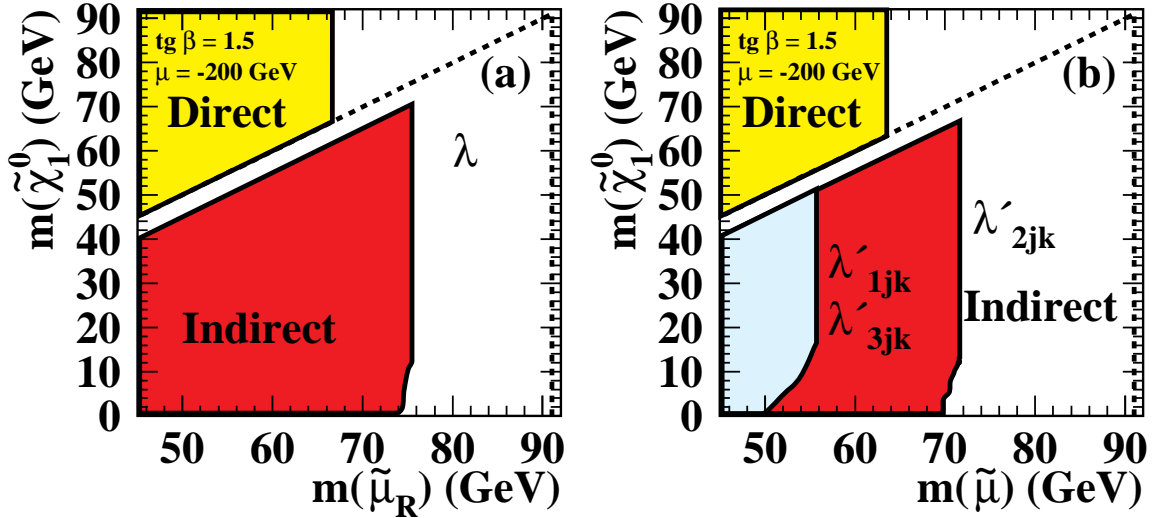 m(χ̃⁰₁) (GeV)
90
80
70
60
50
40
30
20
10
0
tg β = 1.5
μ = -200 GeV
Direct
(a)
λ
Indirect
50
60
70
80
90
m(μ̃_R) (GeV)
m(χ̃⁰₁) (GeV)
90
80
70
60
50
40
30
20
10
0
tg β = 1.5
μ = -200 GeV
Direct
(b)
λ´2jk
λ´1jk
Indirect
λ´3jk
50
60
70
80
90
m(μ̃) (GeV)